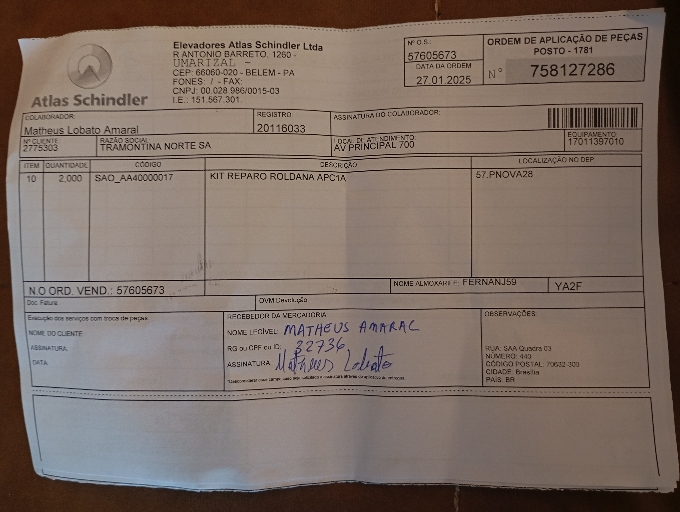 Elevadores Atlas Schindler Ltda
R ANTONIO BARRETO, 1260 -
UMARIZAL -
CEP: 66060-020 - BELEM - PA
FONES: / - FAX:
CNPJ: 00.028.986/0015-03
I.E.: 151.567.301.
Atlas Schindler
Nº O.S.:
57605673
DATA DA ORDEM
27.01.2025
ORDEM DE APLICAÇÃO DE PEÇAS
POSTO - 1781
Nº 758127286
COLABORADOR:
Matheus Lobato Amaral
REGISTRO
20116033
ASSINATURA DO COLABORADOR:
Nº CLIENTE
2775303
RAZÃO SOCIAL
TRAMONTINA NORTE SA
LOCAL DE ATENDIMENTO
AV PRINCIPAL 700
EQUIPAMENTO:
17011397010
ITEM QUANTIDADE CÓDIGO DESCRIÇÃO LOCALIZAÇÃO NO DEP.
10 2,000 SAO_AA40000017 KIT REPARO ROLDANA APC1A 57.PNOVA28
N.O ORD. VEND.: 57605673
NOME ALMOXARIFE: FERNANJ59
YA2F
Doc. Fatura:
OVM Devolução
Execução dos serviços com troca de peças:
NOME DO CLIENTE:
ASSINATURA:
DATA:
RECEBEDOR DA MERCADORIA
NOME LEGÍVEL: MATHEUS AMARAL
RG ou CPF ou ID: 32736
ASSINATURA Matheus Lobato
OBSERVAÇÕES:
RUA: SAA Quadra 03
NÚMERO: 440
CÓDIGO POSTAL: 70632-300
CIDADE: Brasília
PAIS: BR